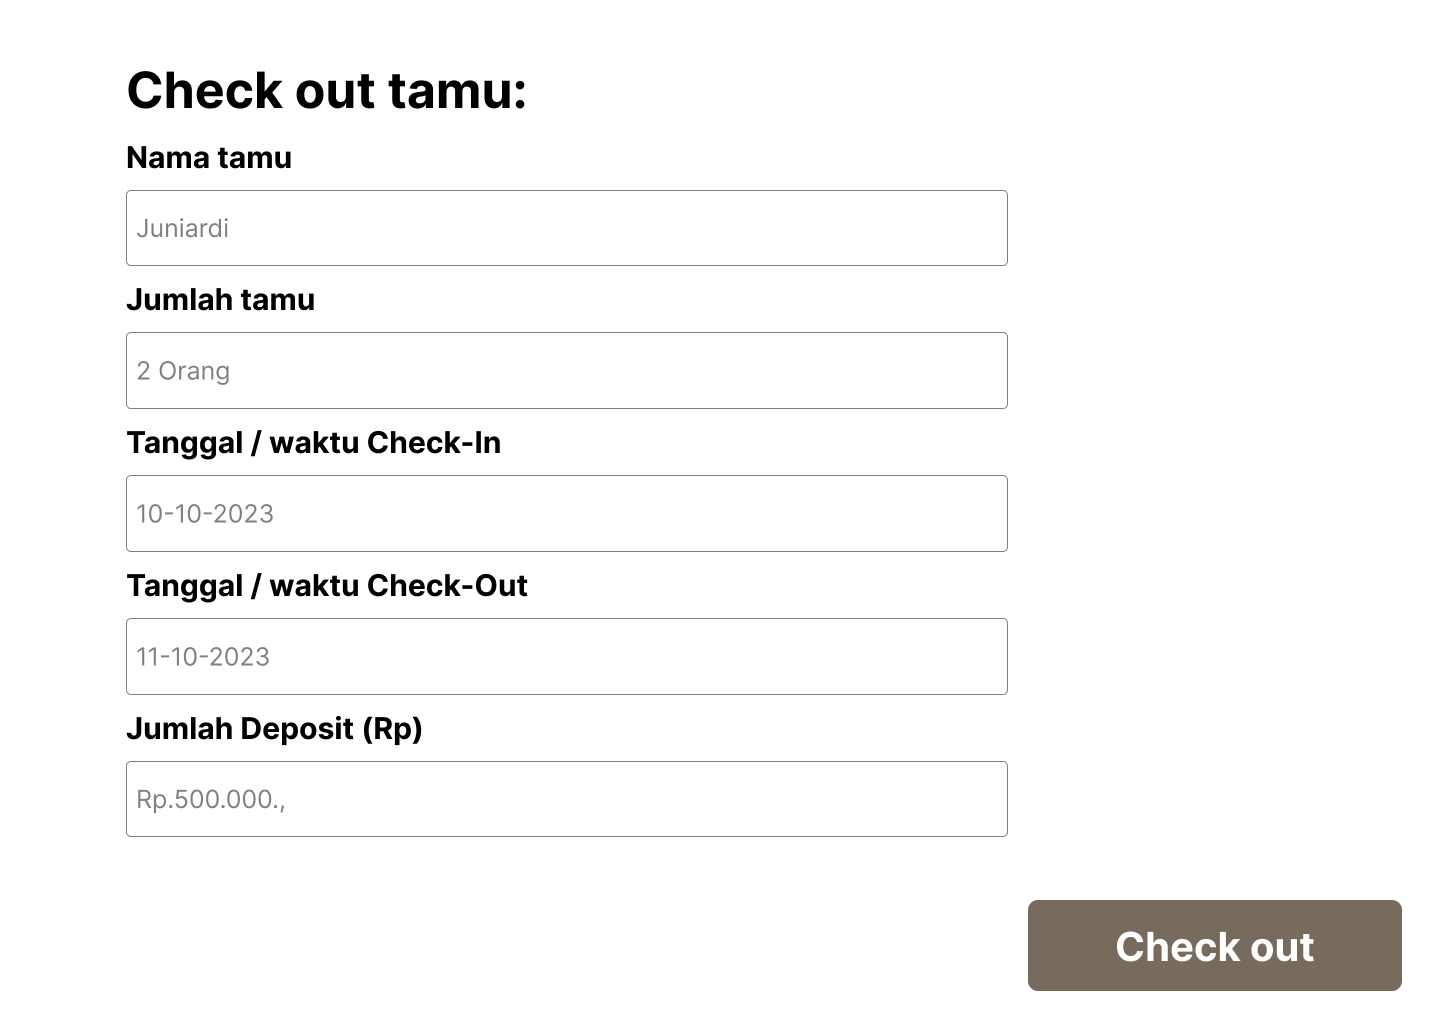 Check out tamu:
Nama tamu
Juniardi
Jumlah tamu
2 Orang
Tanggal / waktu Check-In
10-10-2023
Tanggal / waktu Check-Out
11-10-2023
Jumlah Deposit (Rp)
Rp.500.000.,
Check out